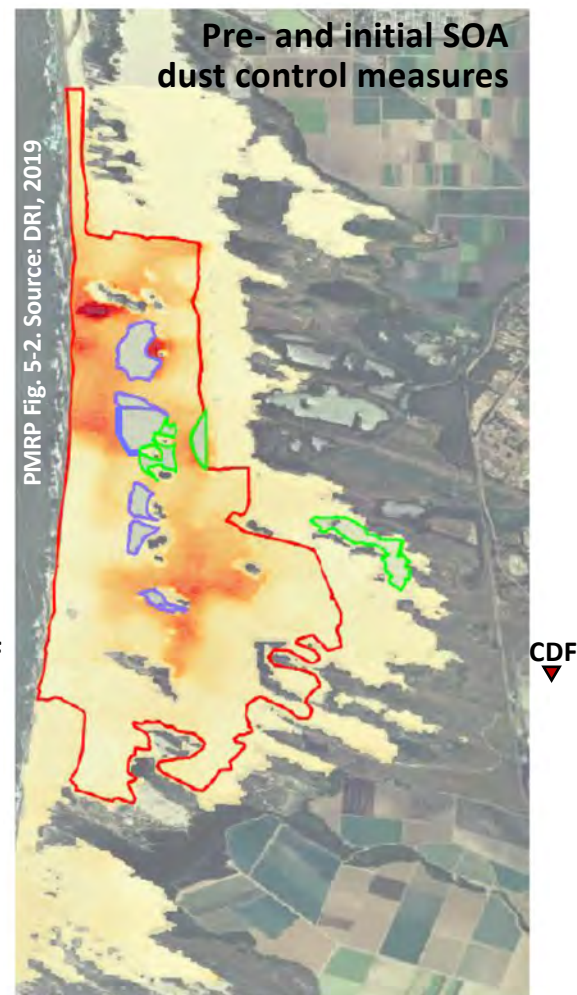 Pre- and initial SOA
dust control measures
PMRP Fig. 5-2. Source: DRI, 2019
CDF